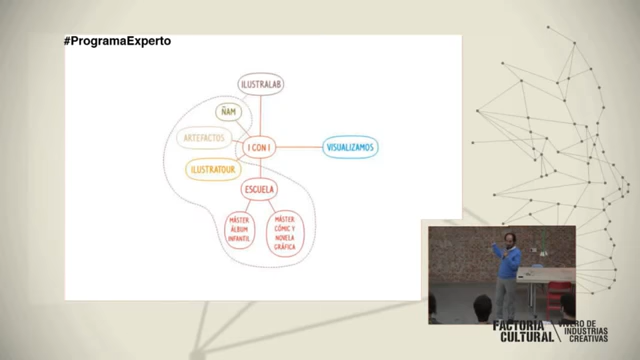 #ProgramaExperto
ILUSTRALAB
ÑAM
ARTEFACTOS
I CON I
VISUALIZAMOS
ILUSTRATOUR
ESCUELA
MÁSTER
ÁLBUM
INFANTIL
MÁSTER
CÓMIC Y
NOVELA
GRÁFICA
FACTORÍA
CULTURAL
VIVERO DE
INDUSTRIAS
CREATIVAS